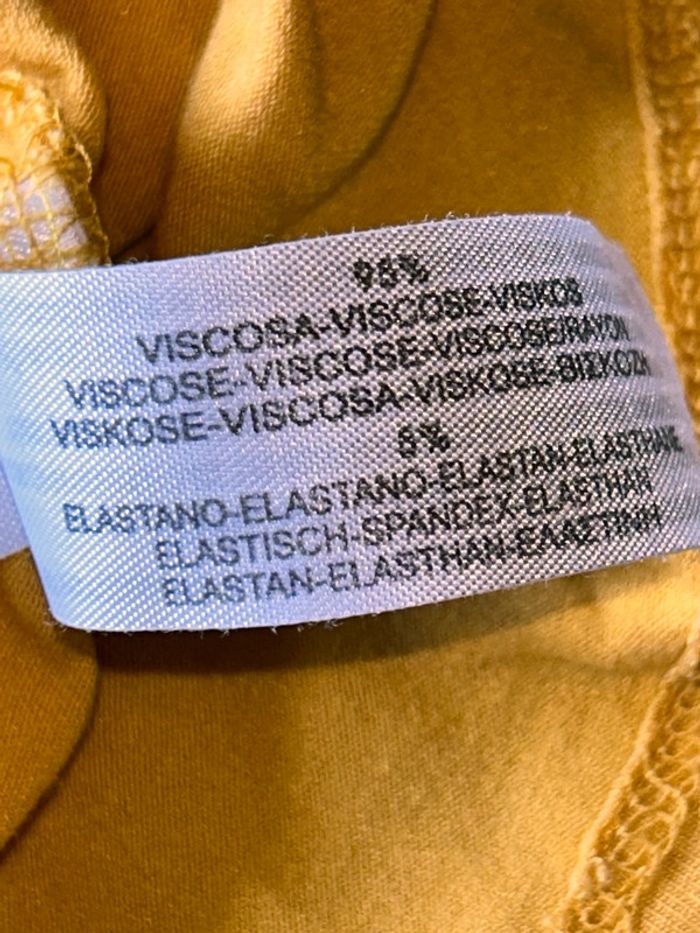 95%
VISCOSA-VISCOSE-VISKOS
VISCOSE-VISCOSE-VISCOSE/RAYON
VISKOSE-VISCOSA-VISKOSE-ΒΙΣΚΟΖΗ
5%
ELASTANO-ELASTANO-ELASTAN-ELASTHANE
ELASTISCH-SPANDEX-ELASTHAN
ELASTAN-ELASTHAN-ΕΛΑΣΤΙΝΗ